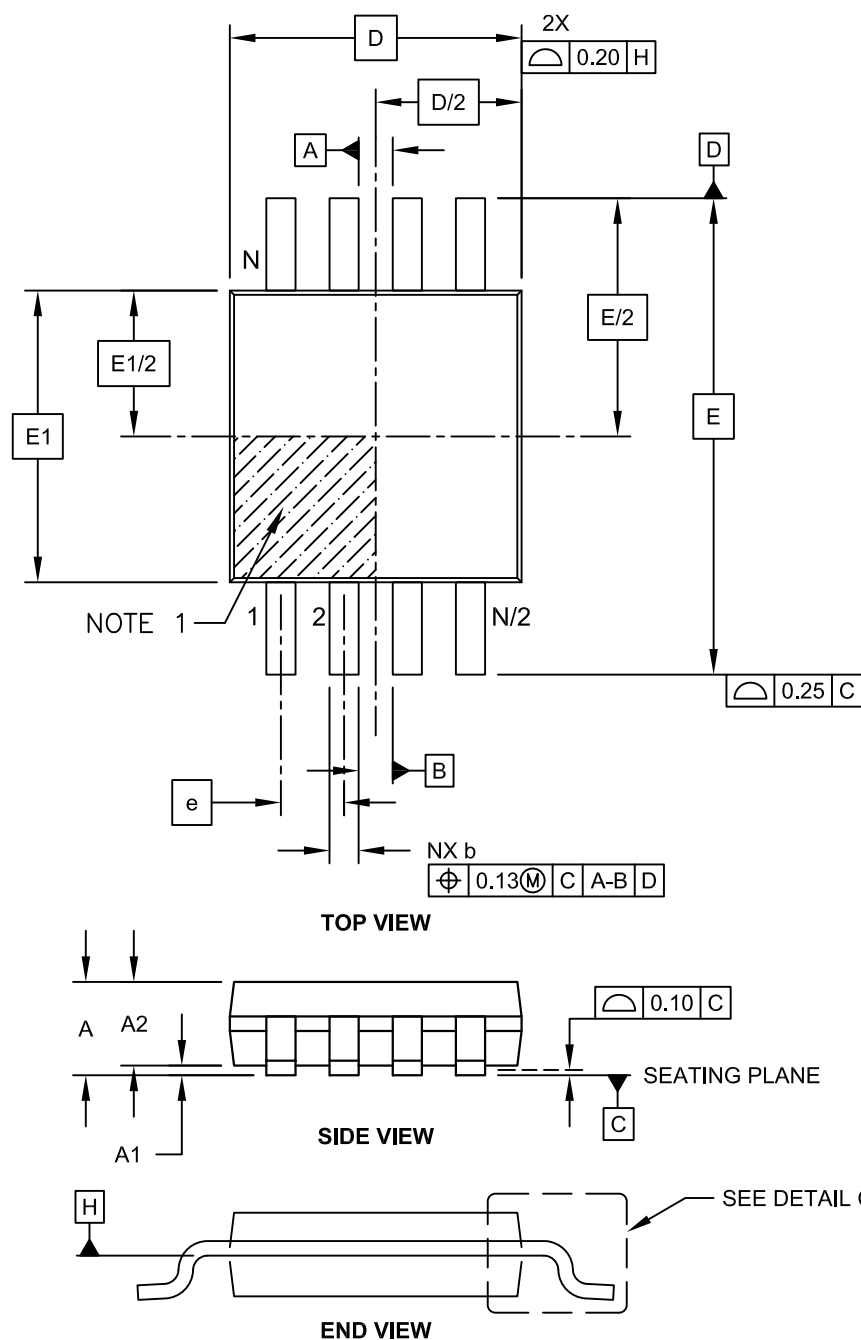 D
2X
0.20 H
D/2
A
D
N
E/2
E1/2
E1
E
NOTE 1
1
2
N/2
0.25 C
B
e
NX b
0.13Ⓜ C A-B D
TOP VIEW
A
A2
0.10 C
SEATING PLANE
C
A1
SIDE VIEW
H
SEE DETAIL
END VIEW